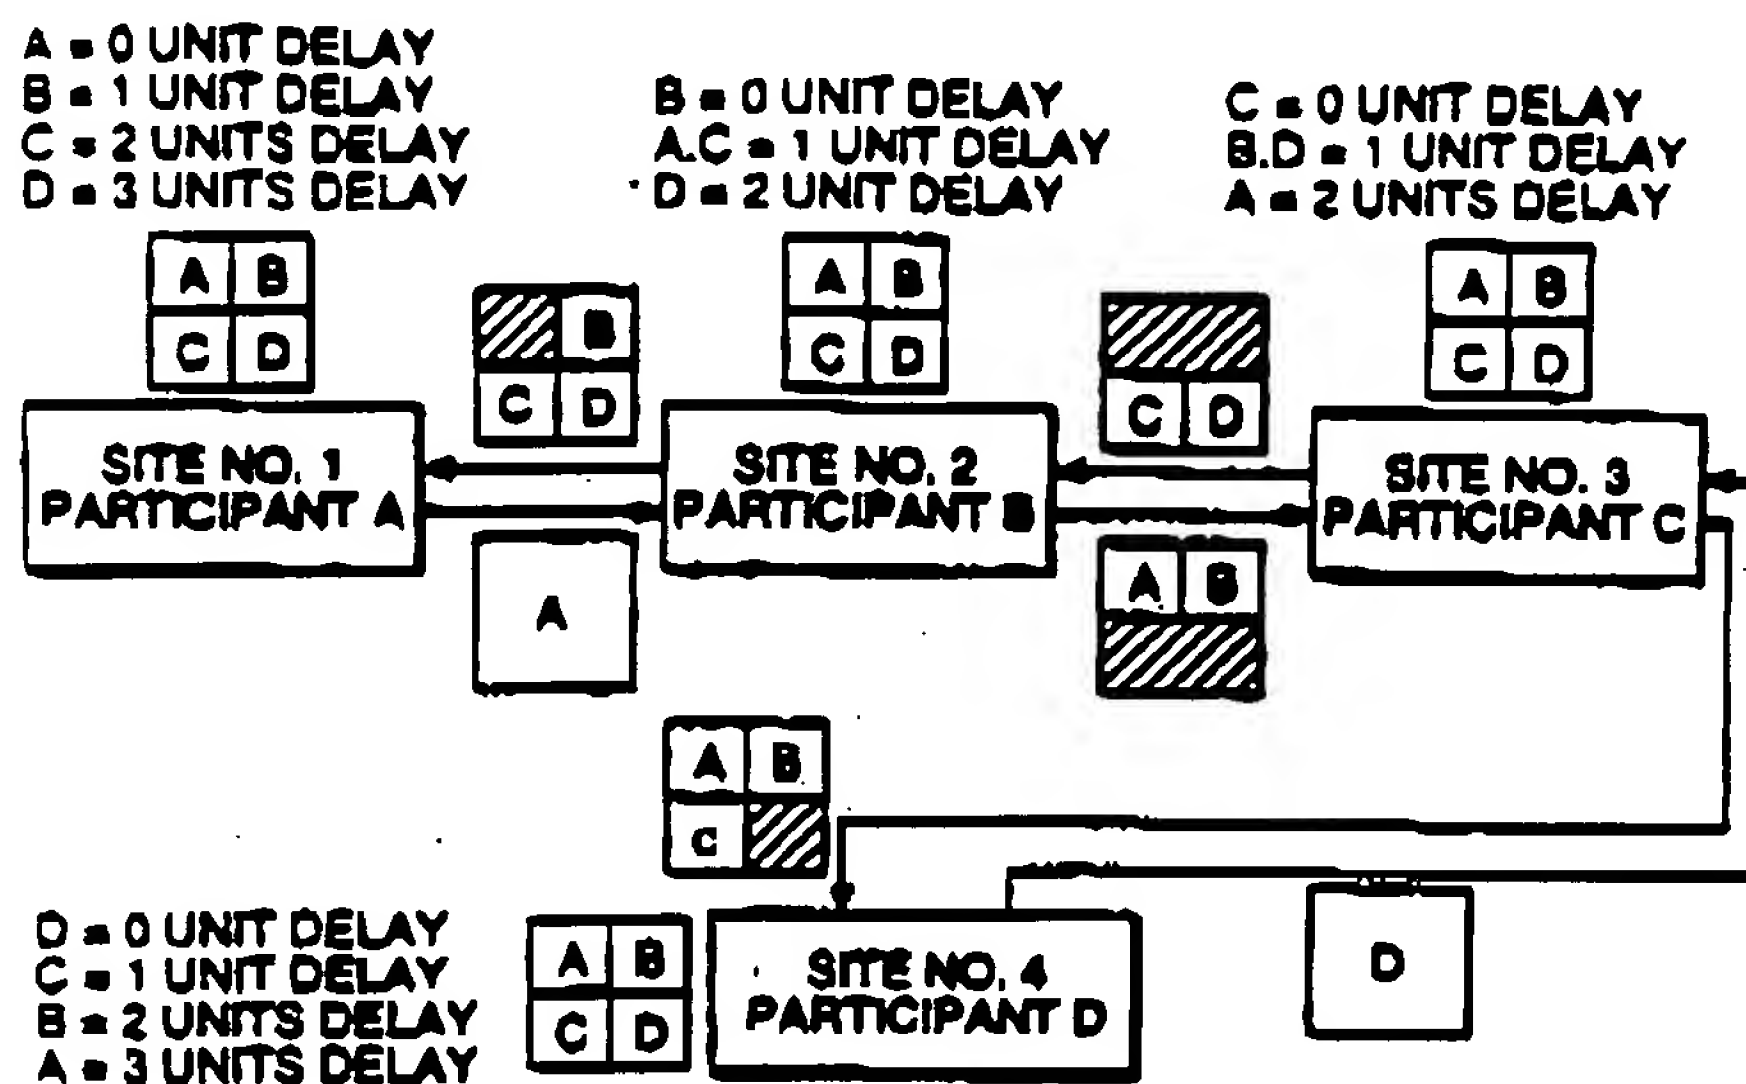 A = 0 UNIT DELAY
B = 1 UNIT DELAY
C = 2 UNITS DELAY
D = 3 UNITS DELAY
B = 0 UNIT DELAY
A.C = 1 UNIT DELAY
D = 2 UNIT DELAY
C = 0 UNIT DELAY
B.D = 1 UNIT DELAY
A = 2 UNITS DELAY
A B
C D
B
C D
A B
C D
C D
A B
C D
SITE NO. 1
PARTICIPANT A
SITE NO. 2
PARTICIPANT B
SITE NO. 3
PARTICIPANT C
A
A B
A B
C
D = 0 UNIT DELAY
C = 1 UNIT DELAY
B = 2 UNITS DELAY
A = 3 UNITS DELAY
A B
C D
SITE NO. 4
PARTICIPANT D
D